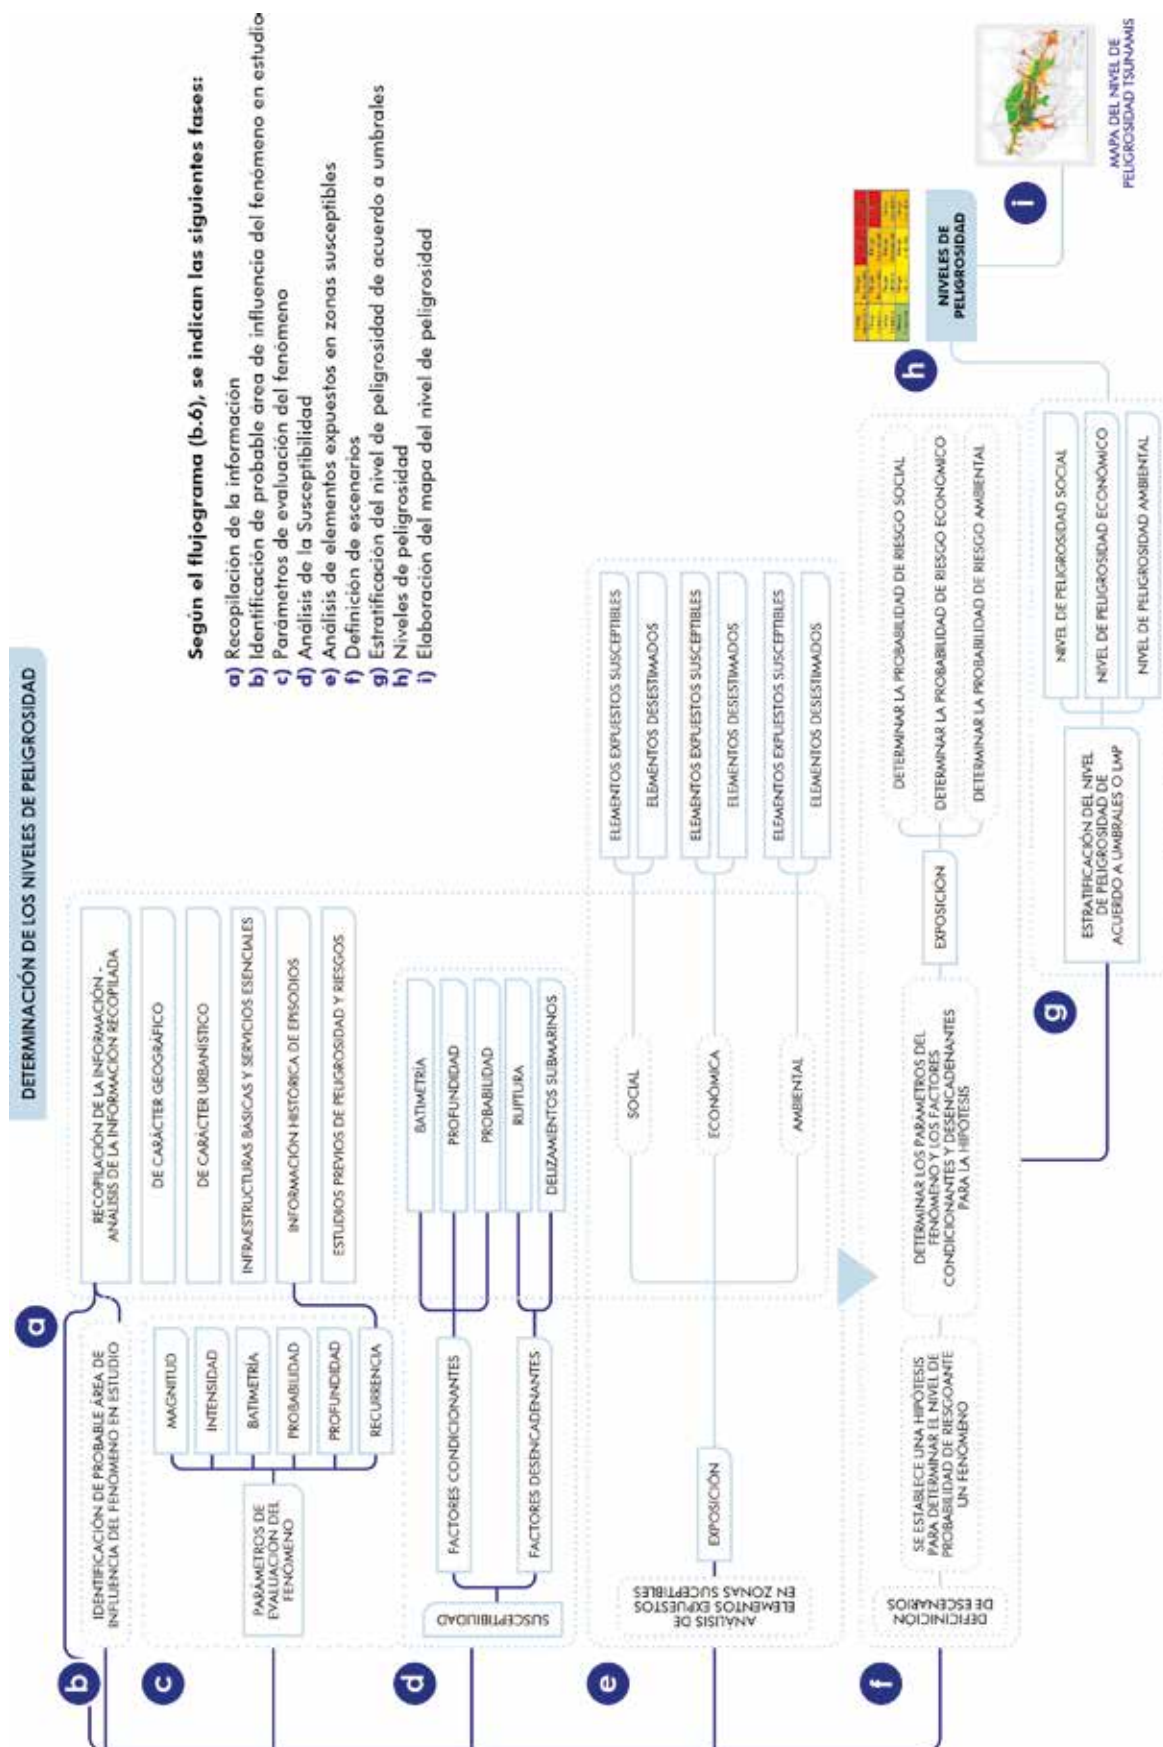 DETERMINACIÓN DE LOS NIVELES DE PELIGROSIDAD
Según el flujograma (b.6), se indican las siguientes fases:
a) Recopilación de la información
b) Identificación de probable área de influencia del fenómeno en estudio
c) Parámetros de evaluación del fenómeno
d) Análisis de la Susceptibilidad
e) Análisis de elementos expuestos en zonas susceptibles
f) Definición de escenarios
g) Estratificación del nivel de peligrosidad de acuerdo a umbrales
h) Niveles de peligrosidad
i) Elaboración del mapa del nivel de peligrosidad
a
RECOPILACIÓN DE LA INFORMACIÓN -
ANÁLISIS DE LA INFORMACIÓN RECOPILADA
DE CARÁCTER GEOGRÁFICO
DE CARÁCTER URBANÍSTICO
INFRAESTRUCTURAS BÁSICAS Y SERVICIOS ESENCIALES
INFORMACIÓN HISTÓRICA DE EPISODIOS
ESTUDIOS PREVIOS DE PELIGROSIDAD Y RIESGOS
b
IDENTIFICACIÓN DE PROBABLE ÁREA DE
INFLUENCIA DEL FENÓMENO EN ESTUDIO
c
PARÁMETROS DE
EVALUACIÓN DEL
FENÓMENO
MAGNITUD
INTENSIDAD
BATIMETRÍA
PROBABILIDAD
PROFUNDIDAD
RECURRENCIA
d
SUSCEPTIBILIDAD
FACTORES CONDICIONANTES
BATIMETRÍA
PROFUNDIDAD
PROBABILIDAD
FACTORES DESENCADENANTES
RUPTURA
DELIZAMIENTOS SUBMARINOS
e
ANÁLISIS DE
ELEMENTOS EXPUESTOS
EN ZONAS SUCEPTIBLES
EXPOSICIÓN
SOCIAL
ELEMENTOS EXPUESTOS SUSCEPTIBLES
ELEMENTOS DESESTIMADOS
ECONÓMICA
ELEMENTOS EXPUESTOS SUSCEPTIBLES
ELEMENTOS DESESTIMADOS
AMBIENTAL
ELEMENTOS EXPUESTOS SUSCEPTIBLES
ELEMENTOS DESESTIMADOS
f
DEFICINICIÓN
DE ESCENARIOS
SE ESTABLECE UNA HIPÓTESIS
PARA DETERMINAR EL NIVEL DE
PROBABILIDAD DE RIESGOANTE
UN FENÓMENO
DETERMINAR LOS PARÁMETROS DEL
FENÓMENO Y LOS FACTORES
CONDICIONANTES Y DESENCADENANTES
PARA LA HIPÓTESIS
EXPOSICIÓN
DETERMINAR LA PROBABILIDAD DE RIESGO SOCIAL
DETERMINAR LA PROBABILIDAD DE RIESGO ECONÓMICO
DETERMINAR LA PROBABILIDAD DE RIESGO AMBIENTAL
g
ESTRATIFICACIÓN DEL NIVEL
DE PELIGROSIDAD DE
ACUERDO A UMBRALES O LMP
NIVEL DE PELIGROSIDAD SOCIAL
NIVEL DE PELIGROSIDAD ECONÓMICO
NIVEL DE PELIGROSIDAD AMBIENTAL
h
NIVELES DE
PELIGROSIDAD
i
MAPA DEL NIVEL DE
PELIGROSIDAD TSUNAMIS